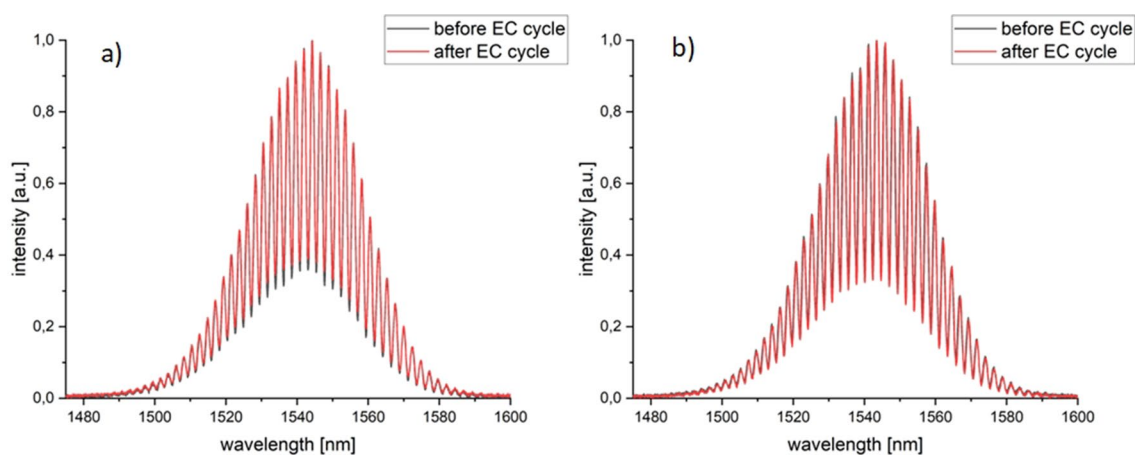 a)
before EC cycle
after EC cycle
1,0
0,8
0,6
0,4
0,2
0,0
intensity [a.u.]
1480 1500 1520 1540 1560 1580 1600
wavelength [nm]
b)
before EC cycle
after EC cycle
1,0
0,8
0,6
0,4
0,2
0,0
intensity [a.u.]
1480 1500 1520 1540 1560 1580 1600
wavelength [nm]